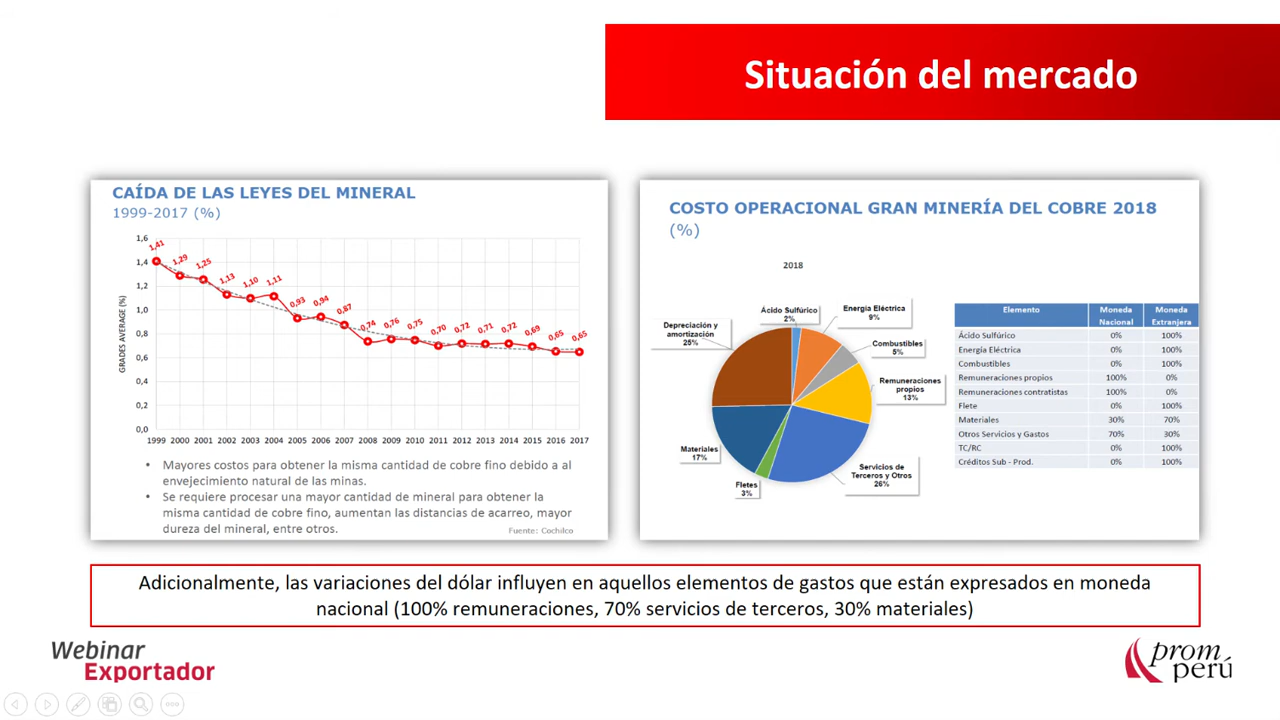 Situación del mercado
CAÍDA DE LAS LEYES DEL MINERAL
1999-2017 (%)
GRADES AVERAGE (%)
1,6
1,4
1,2
1,0
0,8
0,6
0,4
0,2
0,0
1,41
1,29
1,25
1,13
1,10
1,11
0,93
0,94
0,87
0,74
0,76
0,75
0,70
0,72
0,71
0,72
0,69
0,65
0,65
1999 2000 2001 2002 2003 2004 2005 2006 2007 2008 2009 2010 2011 2012 2013 2014 2015 2016 2017
• Mayores costos para obtener la misma cantidad de cobre fino debido a al
envejecimiento natural de las minas.
• Se requiere procesar una mayor cantidad de mineral para obtener la
misma cantidad de cobre fino, aumentan las distancias de acarreo, mayor
dureza del mineral, entre otros.
Fuente: Cochilco
COSTO OPERACIONAL GRAN MINERÍA DEL COBRE 2018
(%)
2018
Ácido Sulfúrico
2%
Energía Eléctrica
9%
Combustibles
5%
Remuneraciones
propios
13%
Servicios de
Terceros y Otros
26%
Fletes
3%
Materiales
17%
Depreciación y
amortización
25%
Elemento Moneda Nacional Moneda Extranjera
Ácido Sulfúrico 0% 100%
Energía Eléctrica 0% 100%
Combustibles 0% 100%
Remuneraciones propios 100% 0%
Remuneraciones contratistas 100% 0%
Flete 0% 100%
Materiales 30% 70%
Otros Servicios y Gastos 70% 30%
TC/RC 0% 100%
Créditos Sub - Prod. 0% 100%
Adicionalmente, las variaciones del dólar influyen en aquellos elementos de gastos que están expresados en moneda
nacional (100% remuneraciones, 70% servicios de terceros, 30% materiales)
Webinar
Exportador
prom
perú